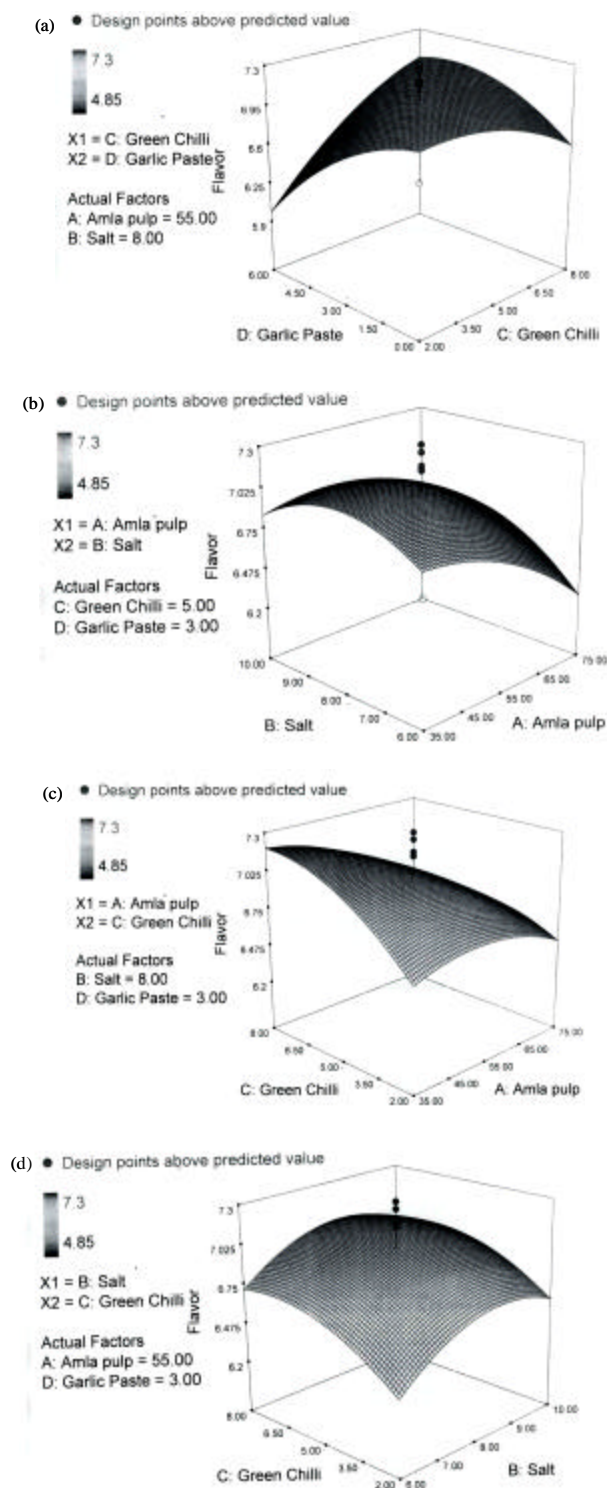 (a) ● Design points above predicted value
7.3
4.85
X1 = C: Green Chilli
X2 = D: Garlic Paste
Actual Factors
A: Amla pulp = 55.00
B: Salt = 8.00
Flavor
7.3
6.95
6.6
6.25
5.9
6.00
4.50
3.00
1.50
0.00
2.00
3.50
5.00
6.50
8.00
D: Garlic Paste
C: Green Chilli
(b) ● Design points above predicted value
7.3
4.85
X1 = A: Amla pulp
X2 = B: Salt
Actual Factors
C: Green Chilli = 5.00
D: Garlic Paste = 3.00
Flavor
7.3
7.025
6.75
6.475
6.2
10.00
9.00
8.00
7.00
6.00
35.00
45.00
55.00
65.00
75.00
B: Salt
A: Amla pulp
(c) ● Design points above predicted value
7.3
4.85
X1 = A: Amla pulp
X2 = C: Green Chilli
Actual Factors
B: Salt = 8.00
D: Garlic Paste = 3.00
Flavor
7.3
7.025
6.75
6.475
6.2
8.00
6.50
5.00
3.50
2.00
35.00
45.00
55.00
65.00
75.00
C: Green Chilli
A: Amla pulp
(d) ● Design points above predicted value
7.3
4.85
X1 = B: Salt
X2 = C: Green Chilli
Actual Factors
A: Amla pulp = 55.00
D: Garlic Paste = 3.00
Flavor
7.3
7.025
6.75
6.475
6.2
8.00
6.50
5.00
3.50
2.00
6.00
7.00
8.00
9.00
10.00
C: Green Chilli
B: Salt